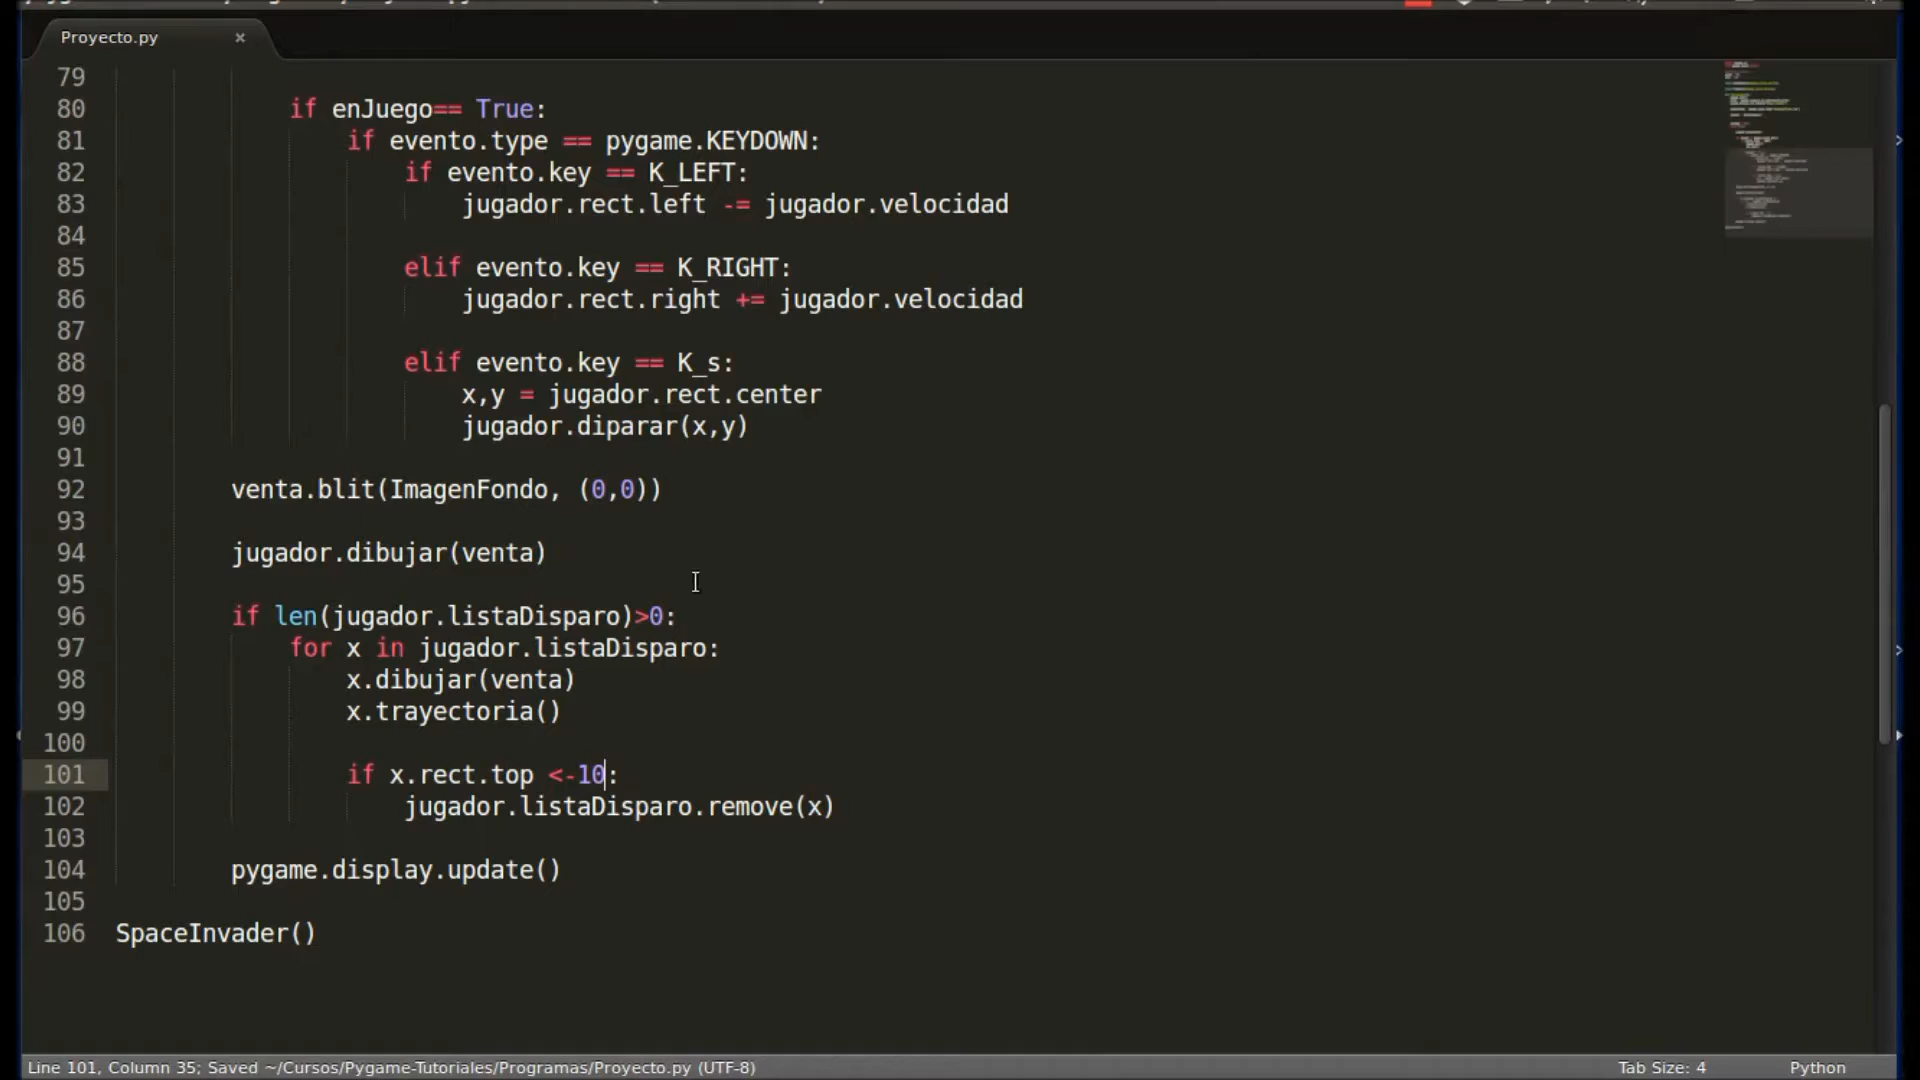 Proyecto.py ×
79
80 if enJuego== True:
81 if evento.type == pygame.KEYDOWN:
82 if evento.key == K_LEFT:
83 jugador.rect.left -= jugador.velocidad
84
85 elif evento.key == K_RIGHT:
86 jugador.rect.right += jugador.velocidad
87
88 elif evento.key == K_s:
89 x,y = jugador.rect.center
90 jugador.diparar(x,y)
91
92 venta.blit(ImagenFondo, (0,0))
93
94 jugador.dibujar(venta)
95
96 if len(jugador.listaDisparo)>0:
97 for x in jugador.listaDisparo:
98 x.dibujar(venta)
99 x.trayectoria()
100
101 if x.rect.top <-10:
102 jugador.listaDisparo.remove(x)
103
104 pygame.display.update()
105
106 SpaceInvader()
Line 101, Column 35; Saved ~/Cursos/Pygame-Tutoriales/Programas/Proyecto.py (UTF-8) Tab Size: 4 Python